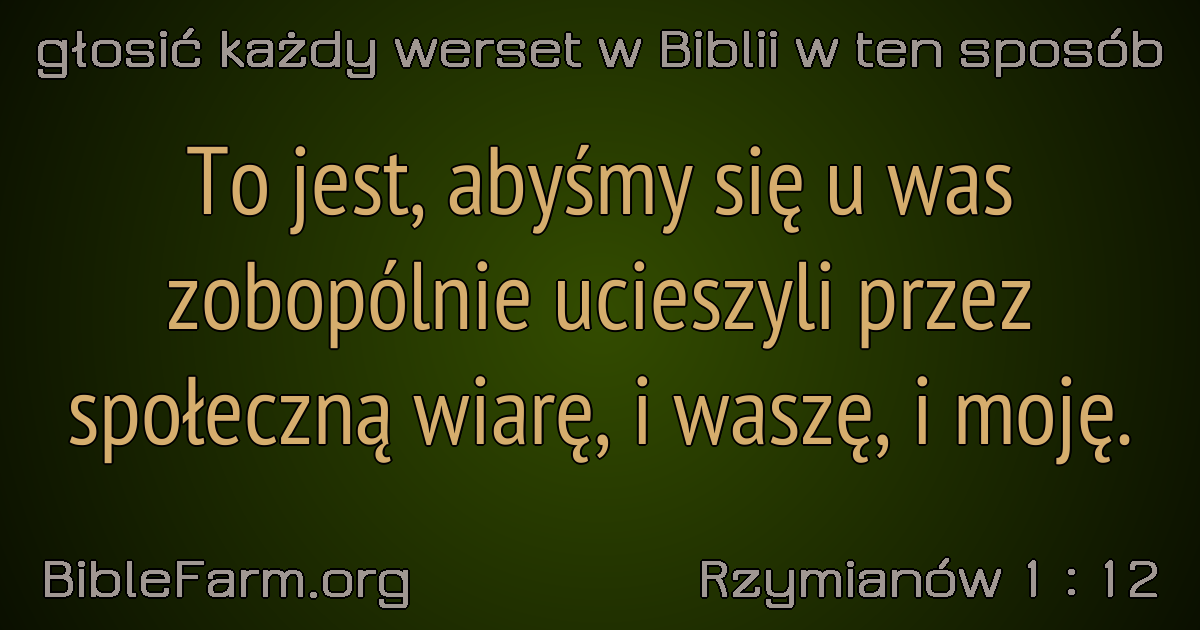 głosić każdy werset w Biblii w ten sposób
To jest, abyśmy się u was
zobopólnie ucieszyli przez
społeczną wiarę, i waszę, i moję.
BibleFarm.org
Rzymianów 1 : 12